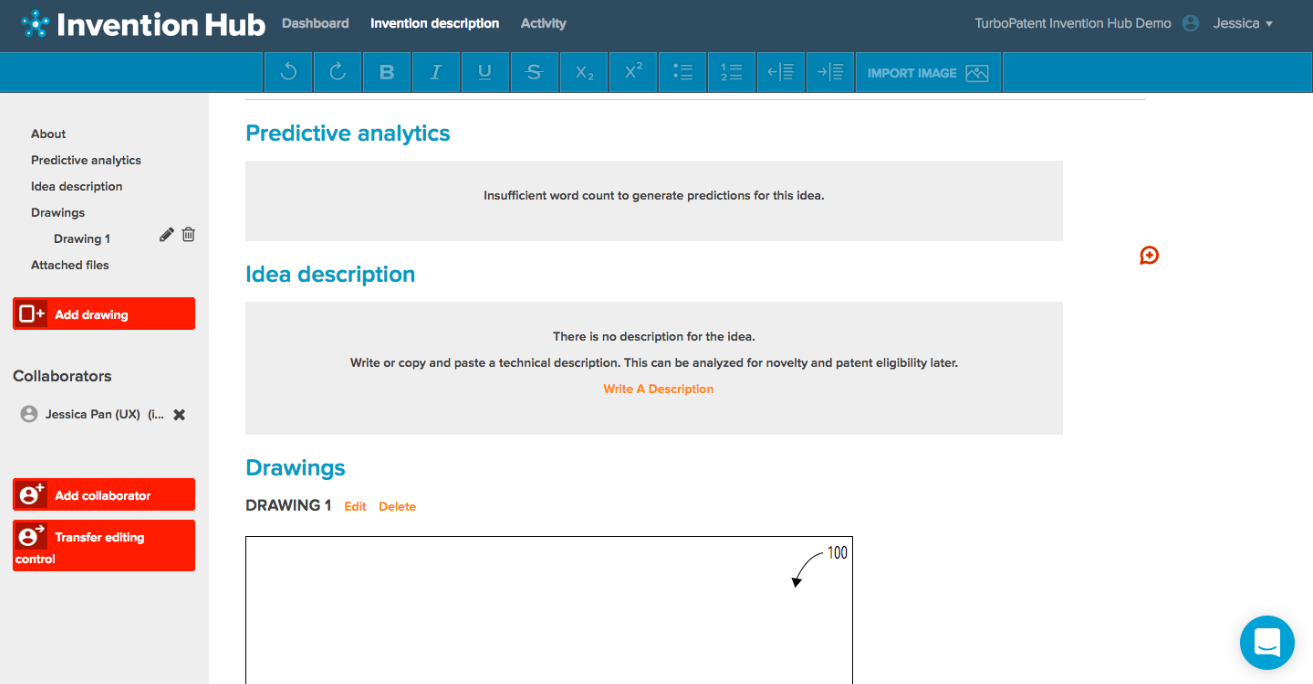 Invention Hub Dashboard Invention description Activity TurboPatent Invention Hub Demo Jessica
B I U S X₂ X² IMPORT IMAGE
About
Predictive analytics
Idea description
Drawings
Drawing 1
Attached files
Add drawing
Collaborators
Jessica Pan (UX) (i...
Add collaborator
Transfer editing
control
Predictive analytics
Insufficient word count to generate predictions for this idea.
Idea description
There is no description for the idea.
Write or copy and paste a technical description. This can be analyzed for novelty and patent eligibility later.
Write A Description
Drawings
DRAWING 1 Edit Delete
100